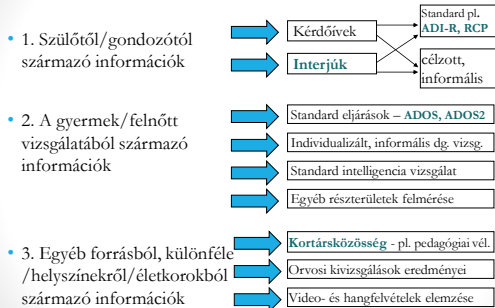 • 1. Szülőtől/gondozótól
származó információk
Kérdőívek
Interjúk
Standard pl.
ADI-R, RCP
célzott,
informális
• 2. A gyermek/felnőtt
vizsgálatából származó
információk
Standard eljárások – ADOS, ADOS2
Individualizált, informális dg. vizsg.
Standard intelligencia vizsgálat
Egyéb részterületek felmérése
• 3. Egyéb forrásból, különféle
/helyszínekről/életkorokból
származó információk
Kortársközösség - pl. pedagógiai vél.
Orvosi kivizsgálások eredményei
Video- és hangfelvételek elemzése